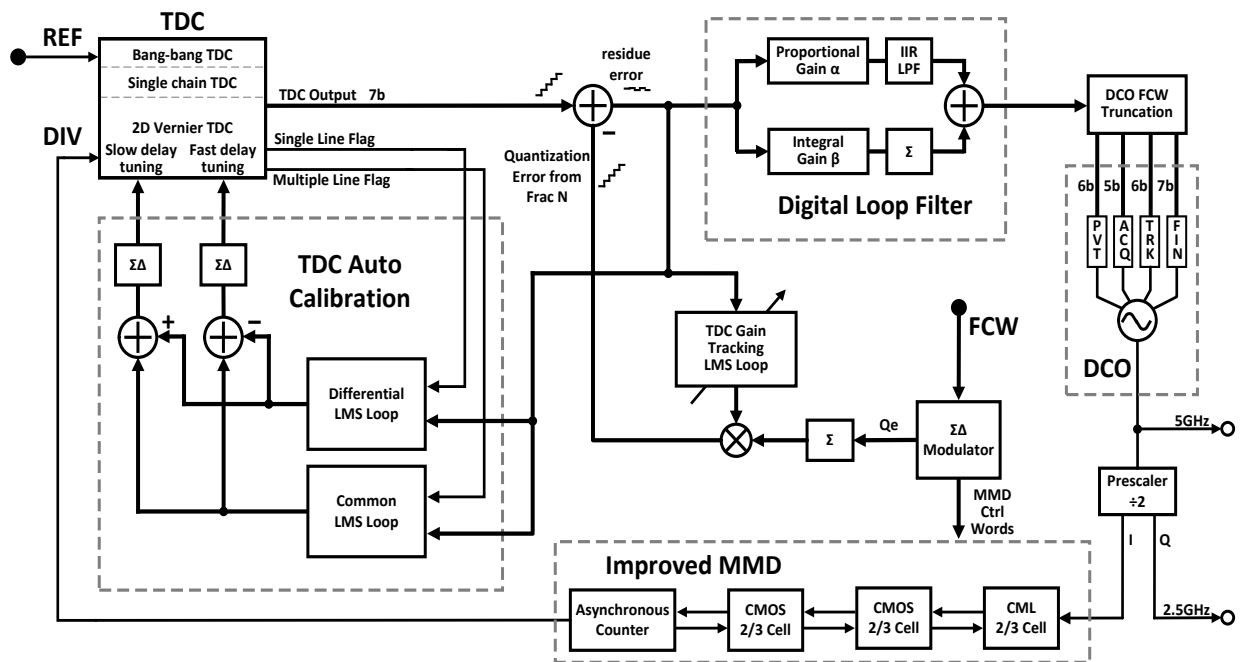 TDC
REF
Bang-bang TDC
Single chain TDC
2D Vernier TDC
Slow delay
tuning
Fast delay
tuning
DIV
TDC Output 7b
Single Line Flag
Multiple Line Flag
residue
error
+
−
Quantization
Error from
Frac N
Proportional
Gain α
IIR
LPF
+
Integral
Gain β
Σ
Digital Loop Filter
DCO FCW
Truncation
6b
5b
6b
7b
PVT
ACQ
TRK
FIN
DCO
ΣΔ
ΣΔ
TDC Auto
Calibration
+
+
+
−
Differential
LMS Loop
Common
LMS Loop
TDC Gain
Tracking
LMS Loop
FCW
Σ
Qe
ΣΔ
Modulator
MMD
Ctrl
Words
5GHz
Prescaler
÷2
I
Q
2.5GHz
Improved MMD
Asynchronous
Counter
CMOS
2/3 Cell
CMOS
2/3 Cell
CML
2/3 Cell